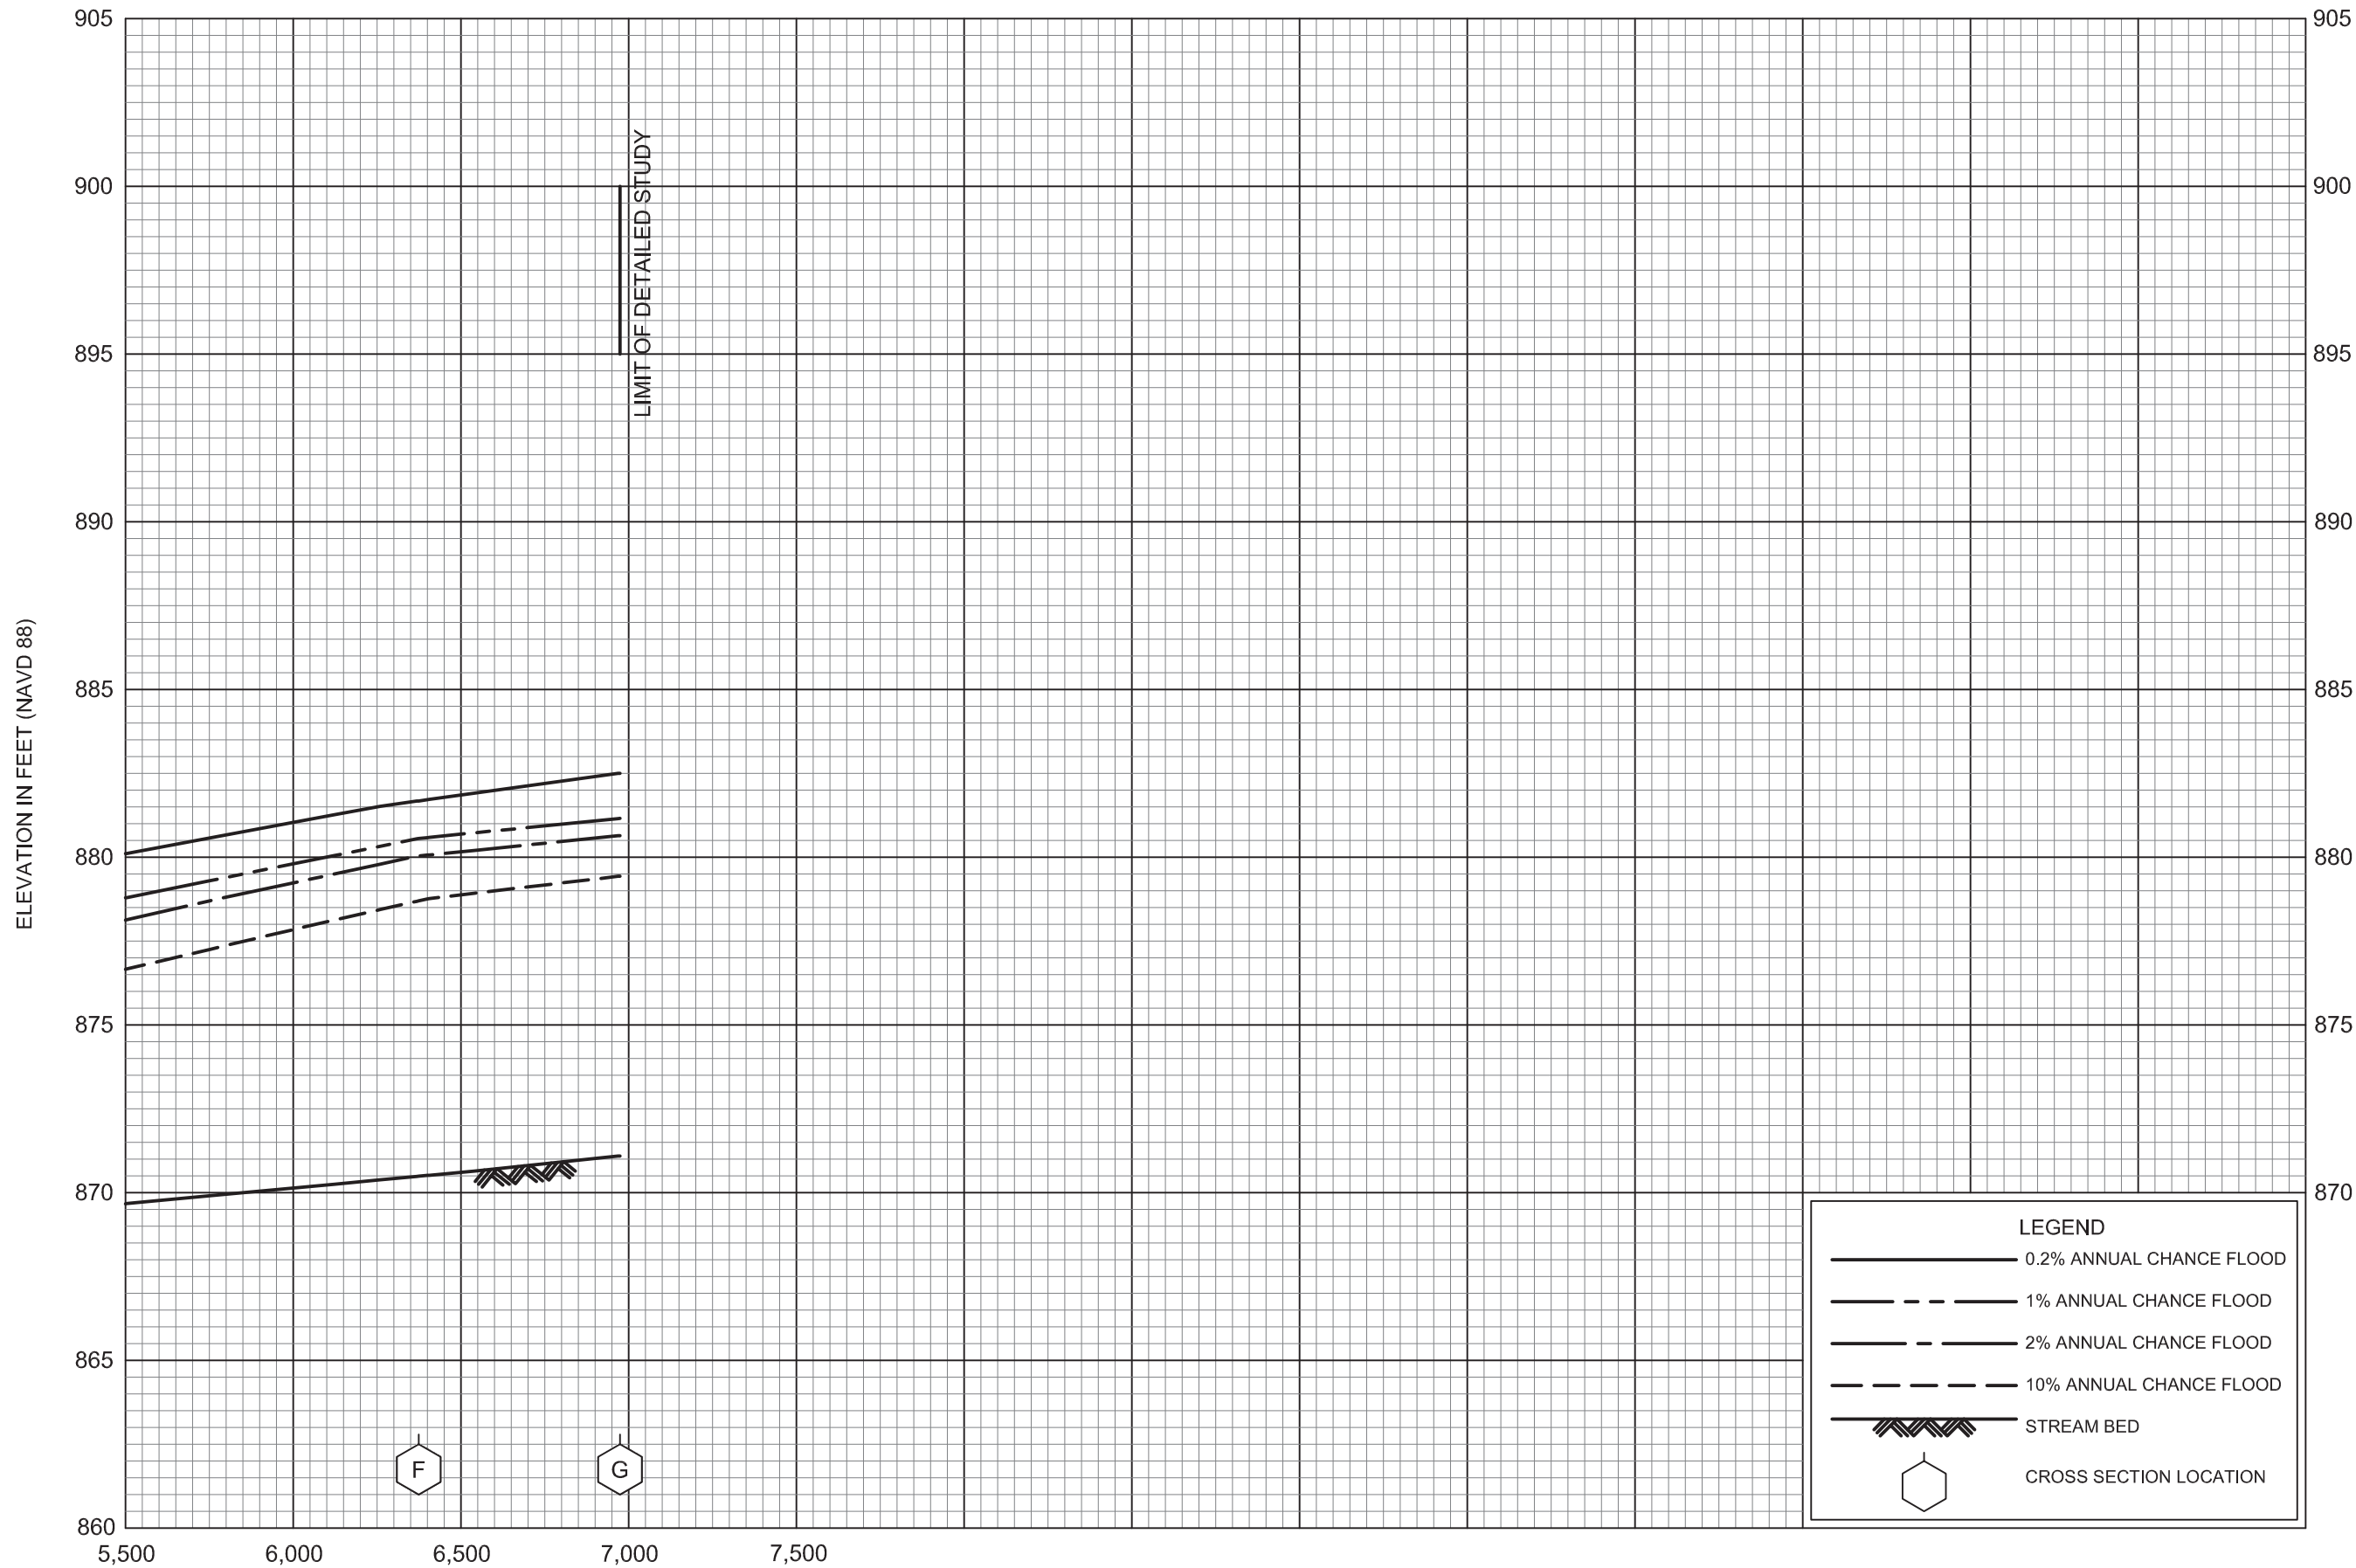 905
900
895
890
885
880
875
870
865
860
ELEVATION IN FEET (NAVD 88)
LIMIT OF DETAILED STUDY
905
900
895
890
885
880
875
870
LEGEND
0.2% ANNUAL CHANCE FLOOD
1% ANNUAL CHANCE FLOOD
2% ANNUAL CHANCE FLOOD
10% ANNUAL CHANCE FLOOD
STREAM BED
CROSS SECTION LOCATION
F
G
5,500
6,000
6,500
7,000
7,500